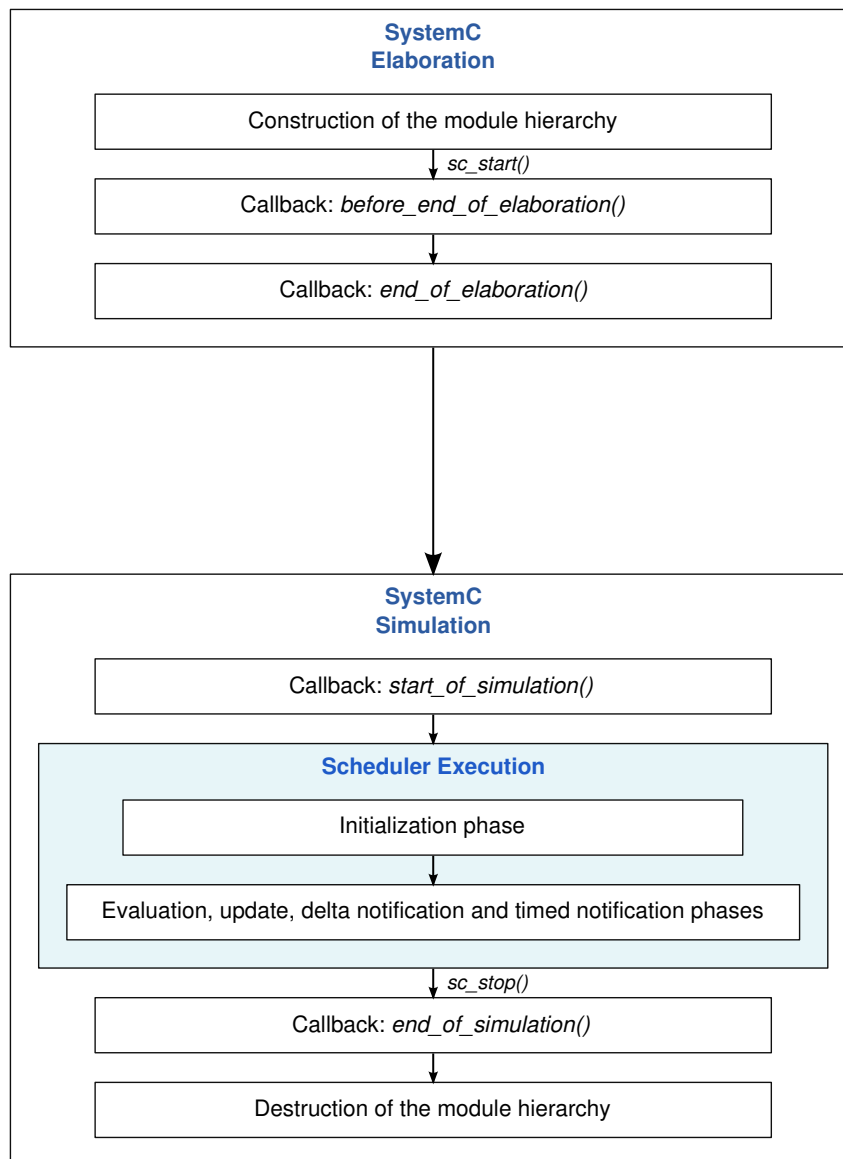 SystemC
Elaboration
Construction of the module hierarchy
sc_start()
Callback: before_end_of_elaboration()
Callback: end_of_elaboration()
SystemC
Simulation
Callback: start_of_simulation()
Scheduler Execution
Initialization phase
Evaluation, update, delta notification and timed notification phases
sc_stop()
Callback: end_of_simulation()
Destruction of the module hierarchy